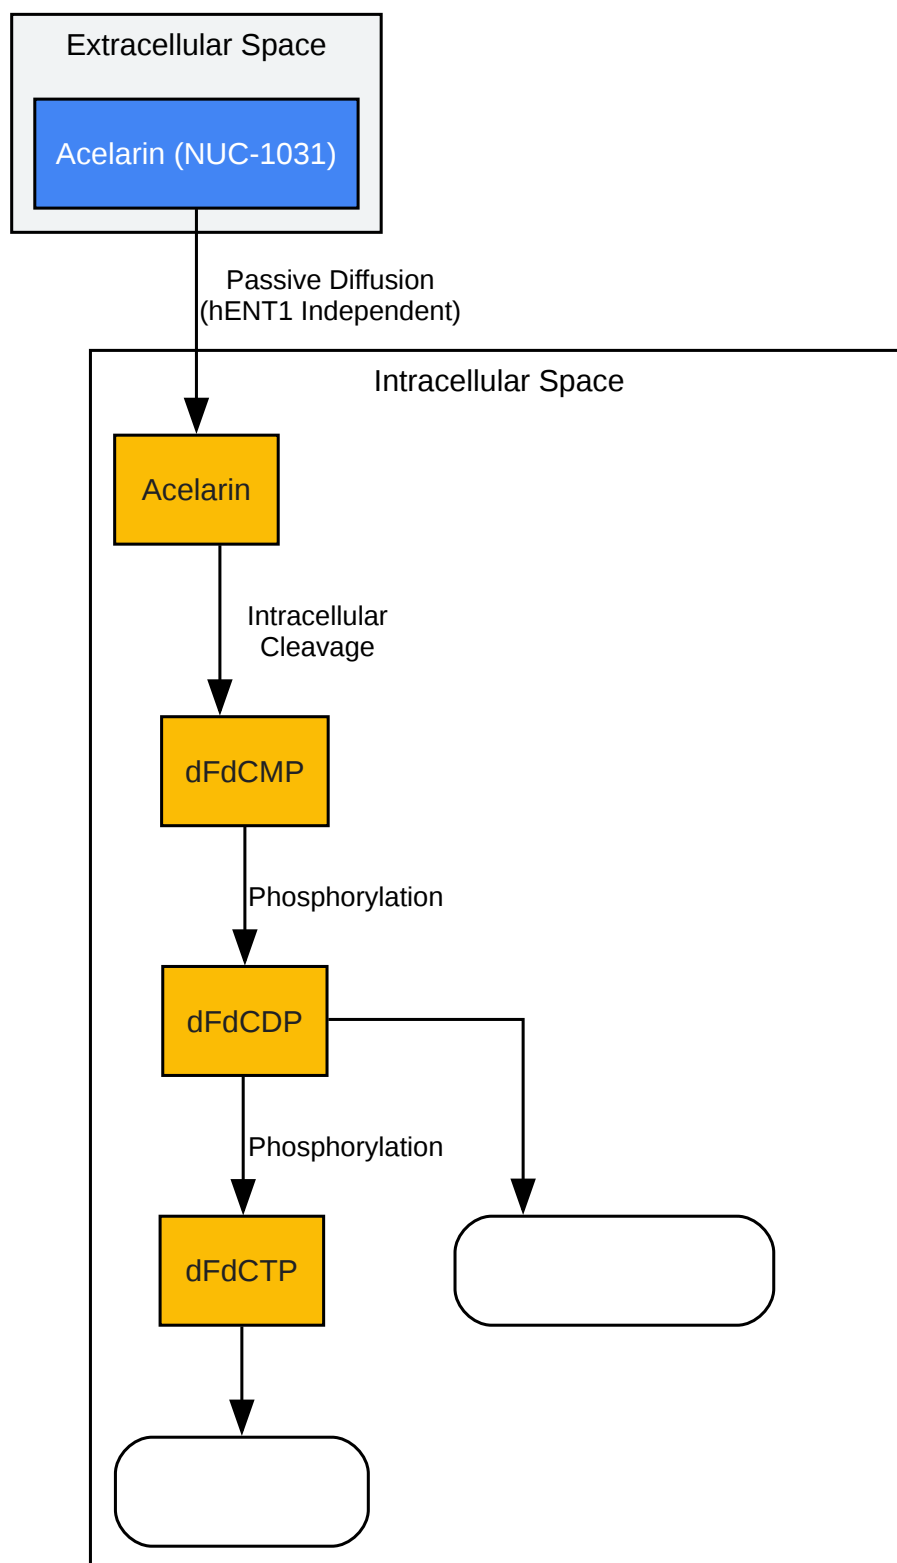 Extracellular Space
Acelarin (NUC-1031)
Passive Diffusion
(hENT1 Independent)
Intracellular Space
Acelarin
Intracellular
Cleavage
dFdCMP
Phosphorylation
dFdCDP
Phosphorylation
dFdCTP